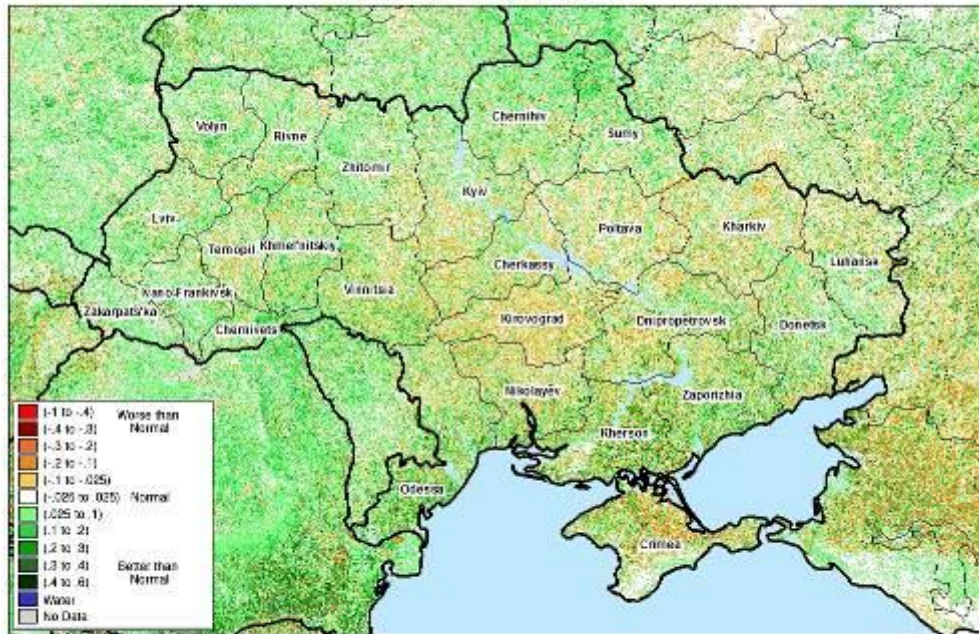 Chernihiv
Volyn
Rivne
Sumy
Zhitomir
Kyiv
Lviv
Ternopil
Khmel'nitskiy
Poltava
Kharkiv
Cherkassy
Luhansk
Vinnitsia
Ivano-Frankivsk
Zakarpats'ka
Kirovograd
Dnipropetrovsk
Donetsk
Chernivets
Nikolayev
Zaporizhia
Kherson
Odessa
Crimea
(-1 to -.4) Worse than
(-.4 to -.3) Normal
(-.3 to -.2)
(-.2 to -.1)
(-.1 to -.025)
(-.025 to .025) Normal
(.025 to .1)
(.1 to .2)
(.2 to .3)
(.3 to .4) Better than
(.4 to .6) Normal
Water
No Data